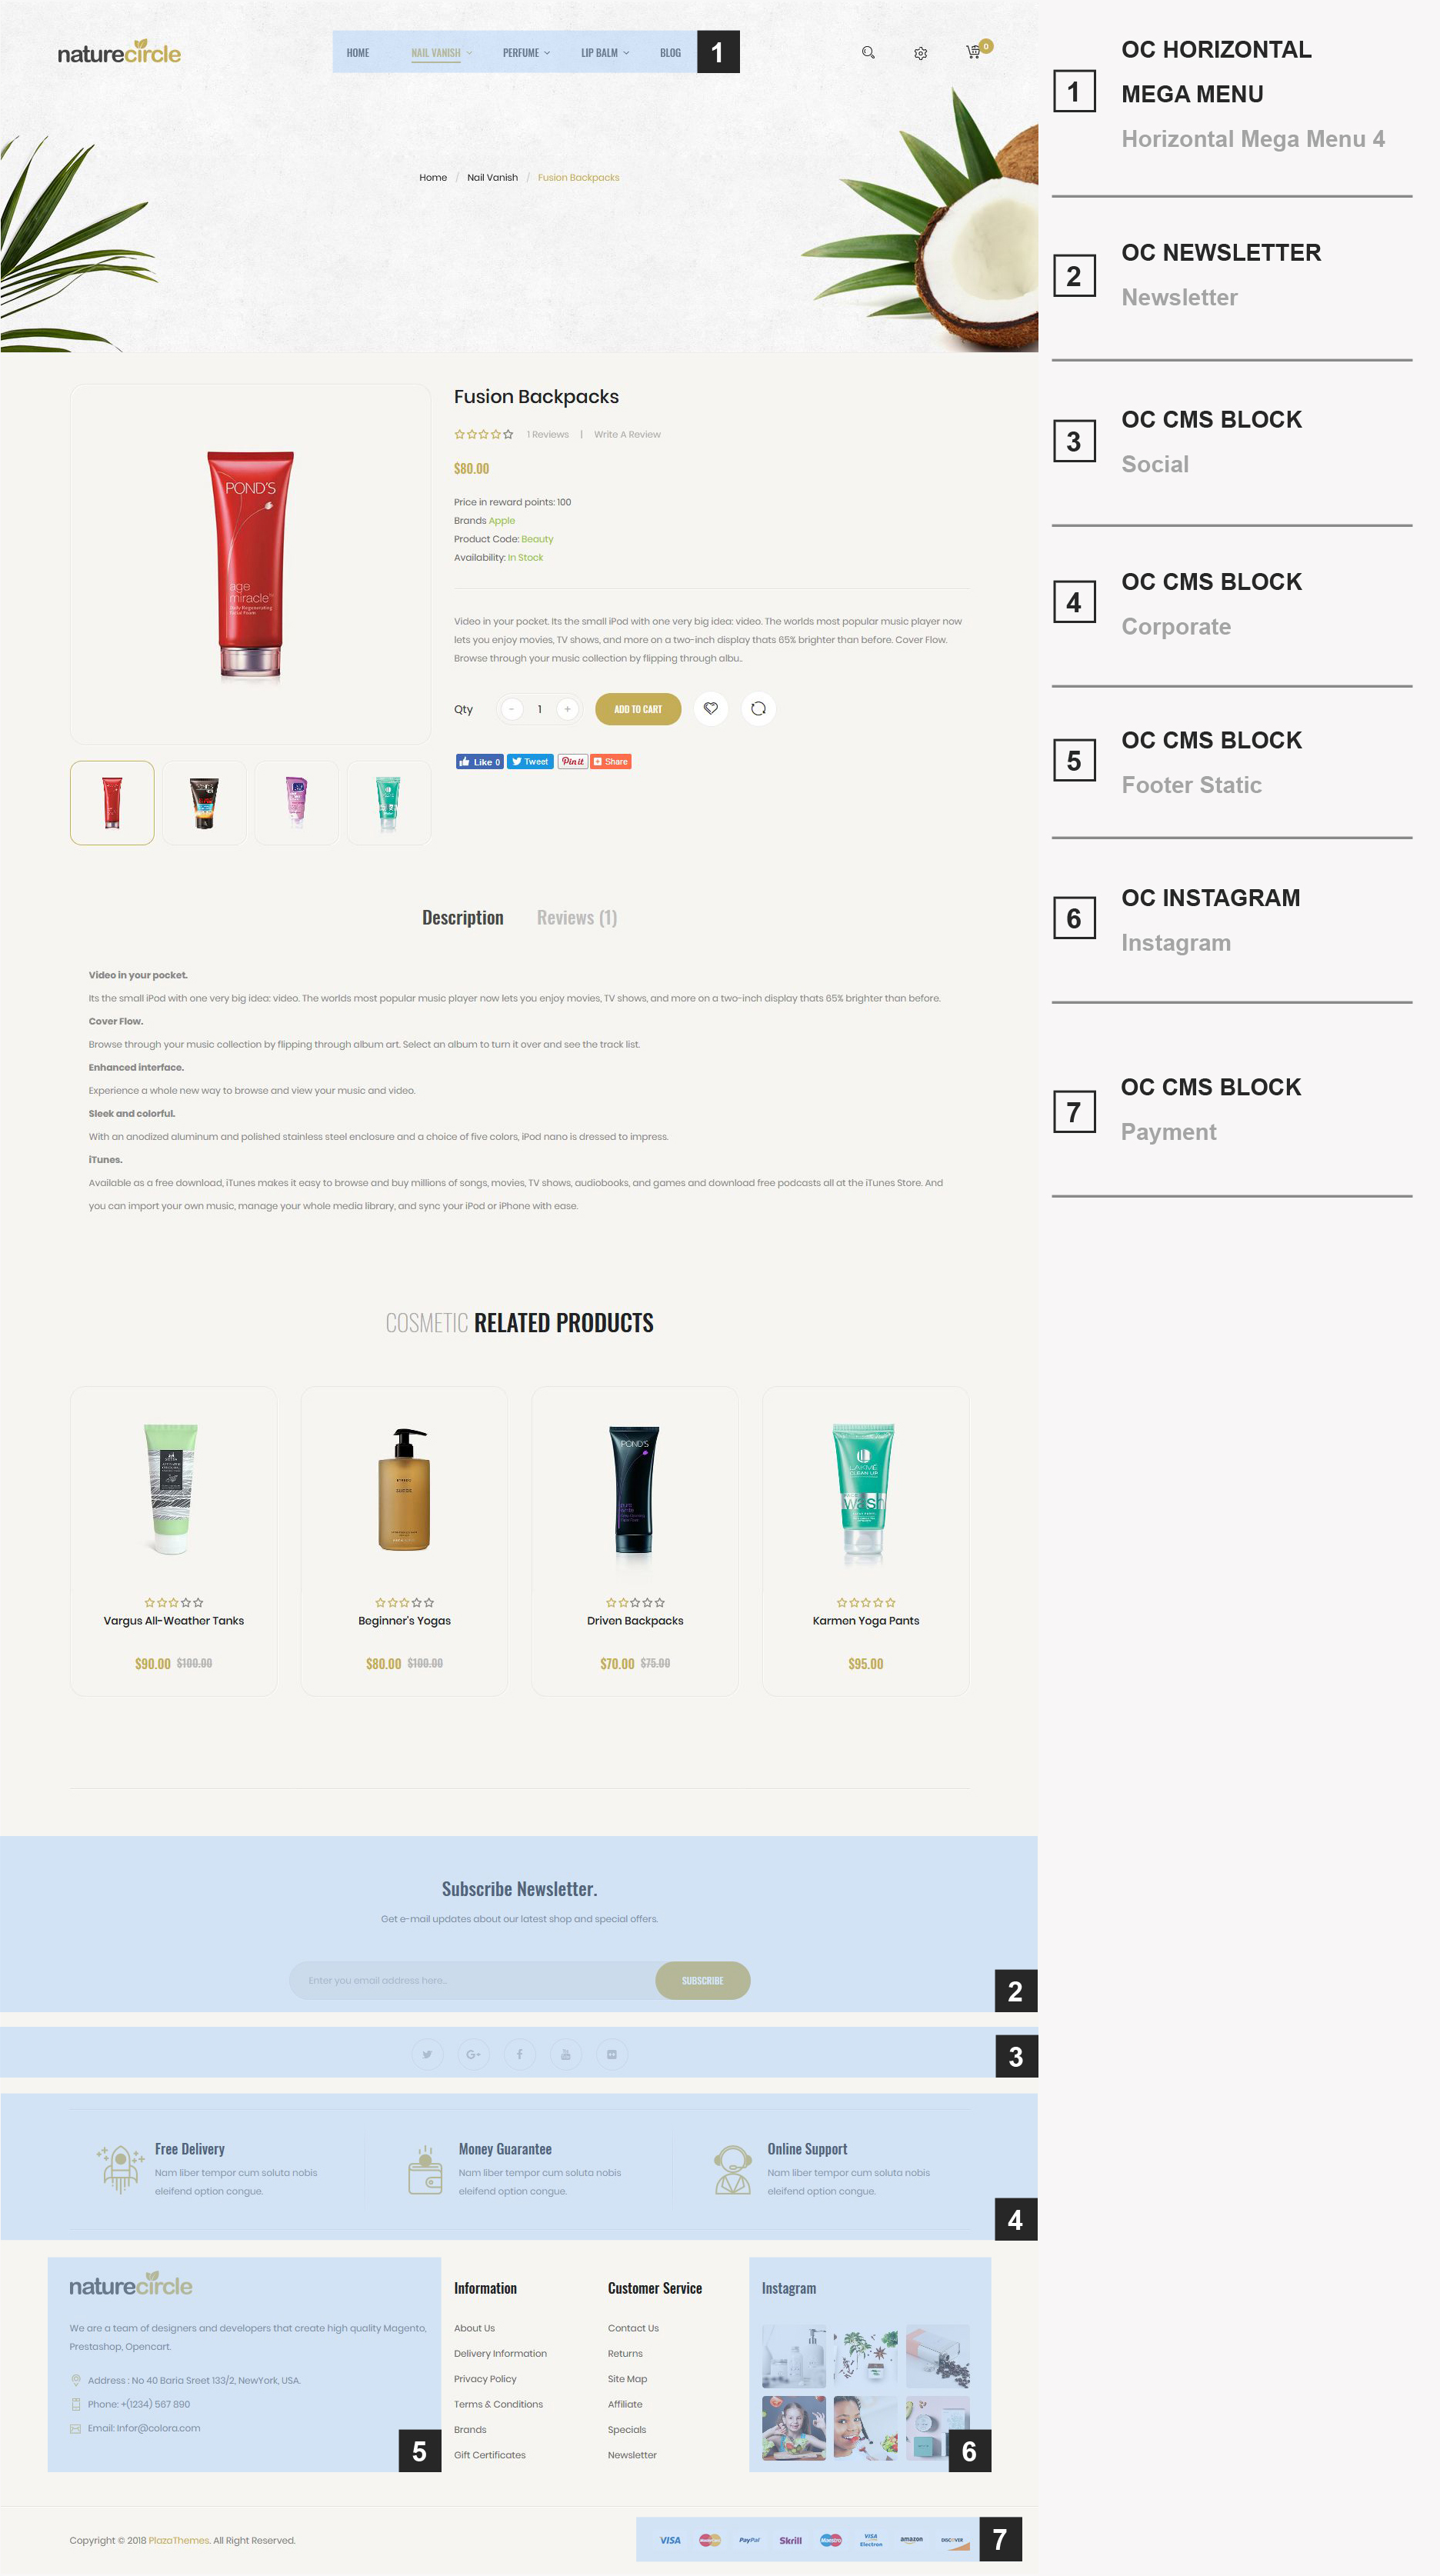 naturecircle
HOME NAIL VANISH PERFUME LIP BALM BLOG 1
0
Home / Nail Vanish / Fusion Backpacks
POND'S
age
miracle
Fusion Backpacks
1 Reviews | Write A Review
$80.00
Price in reward points: 100
Brands Apple
Product Code: Beauty
Availability: In Stock
Video in your pocket. Its the small iPod with one very big idea: video. The worlds most popular music player now
lets you enjoy movies, TV shows, and more on a two-inch display thats 65% brighter than before. Cover Flow.
Browse through your music collection by flipping through albu..
Qty - 1 + ADD TO CART
Like 0 Tweet Pin it Share
Description Reviews (1)
Video in your pocket.
Its the small iPod with one very big idea: video. The worlds most popular music player now lets you enjoy movies, TV shows, and more on a two-inch display thats 65% brighter than before.
Cover Flow.
Browse through your music collection by flipping through album art. Select an album to turn it over and see the track list.
Enhanced interface.
Experience a whole new way to browse and view your music and video.
Sleek and colorful.
With an anodized aluminum and polished stainless steel enclosure and a choice of five colors, iPod nano is dressed to impress.
iTunes.
Available as a free download, iTunes makes it easy to browse and buy millions of songs, movies, TV shows, audiobooks, and games and download free podcasts all at the iTunes Store. And
you can import your own music, manage your whole media library, and sync your iPod or iPhone with ease.
COSMETIC RELATED PRODUCTS
POND'S
LAKMÉ
CLEAN UP
wash
Vargus All-Weather Tanks
$90.00 $100.00
Beginner's Yogas
$80.00 $100.00
Driven Backpacks
$70.00 $75.00
Karmen Yoga Pants
$95.00
Subscribe Newsletter.
Get e-mail updates about our latest shop and special offers.
Enter you email address here...
SUBSCRIBE
2
G+ f You
3
Free Delivery
Nam liber tempor cum soluta nobis
eleifend option congue.
Money Guarantee
Nam liber tempor cum soluta nobis
eleifend option congue.
Online Support
Nam liber tempor cum soluta nobis
eleifend option congue.
4
naturecircle
We are a team of designers and developers that create high quality Magento,
Prestashop, Opencart.
Address : No 40 Baria Sreet 133/2, NewYork, USA.
Phone: +(1234) 567 890
Email: Infor@colora.com
5
Information
About Us
Delivery Information
Privacy Policy
Terms & Conditions
Brands
Gift Certificates
Customer Service
Contact Us
Returns
Site Map
Affiliate
Specials
Newsletter
Instagram
6
Copyright © 2018 PlazaThemes. All Right Reserved.
VISA MasterCard PayPal Skrill Maestro VISA Electron amazon DISCOVER
7
1
OC HORIZONTAL
MEGA MENU
Horizontal Mega Menu 4
2
OC NEWSLETTER
Newsletter
3
OC CMS BLOCK
Social
4
OC CMS BLOCK
Corporate
5
OC CMS BLOCK
Footer Static
6
OC INSTAGRAM
Instagram
7
OC CMS BLOCK
Payment